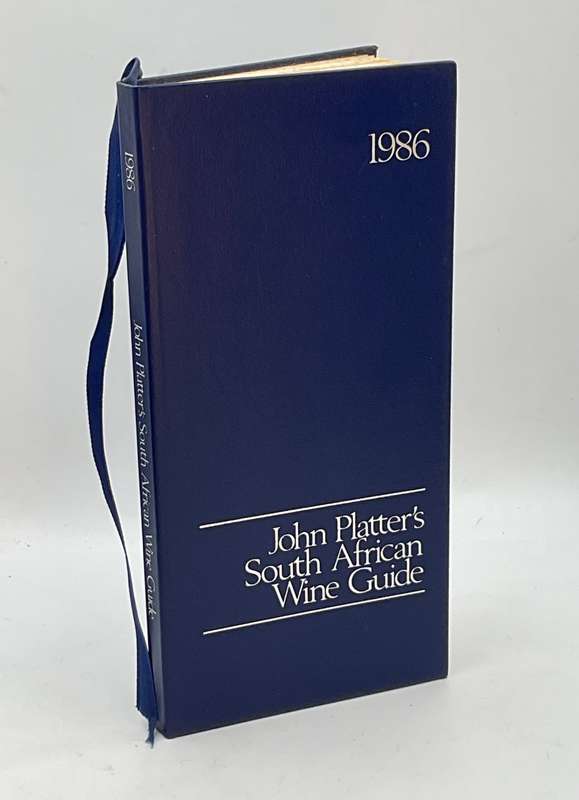 1986
John Platter's
South African
Wine Guide
1986
John Platter's South African Wine Guide